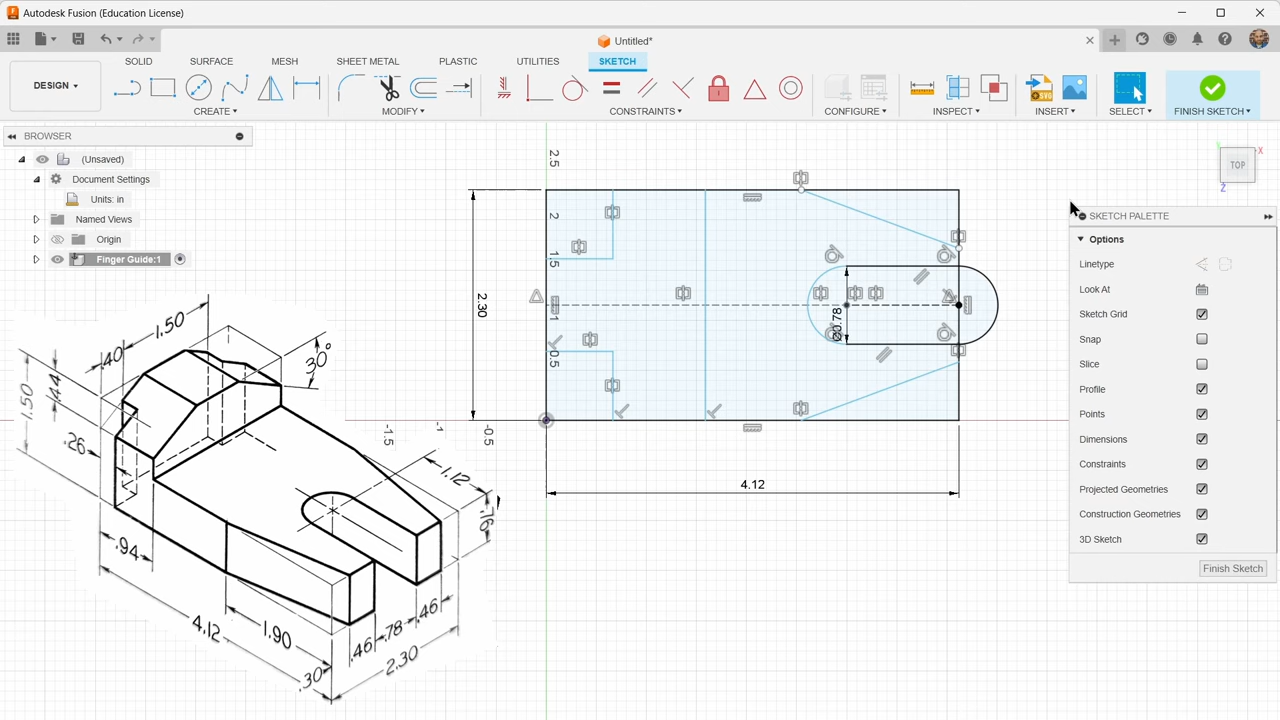 Autodesk Fusion (Education License)
Untitled*
DESIGN
SOLID SURFACE MESH SHEET METAL PLASTIC UTILITIES SKETCH
CREATE MODIFY CONSTRAINTS CONFIGURE INSPECT INSERT SELECT FINISH SKETCH
BROWSER
(Unsaved)
Document Settings
Units: in
Named Views
Origin
Finger Guide:1
TOP
X
Y
Z
SKETCH PALETTE
Options
Linetype
Look At
Sketch Grid
Snap
Slice
Profile
Points
Dimensions
Constraints
Projected Geometries
Construction Geometries
3D Sketch
Finish Sketch
2.5
2
1.5
1
0.5
-1.5
-1
-0.5
2.30
Ø0.78
4.12
1.50
.40
30°
.44
1.50
.26
1.12
.76
.94
4.12
1.90
.46
.78
.46
2.30
.30